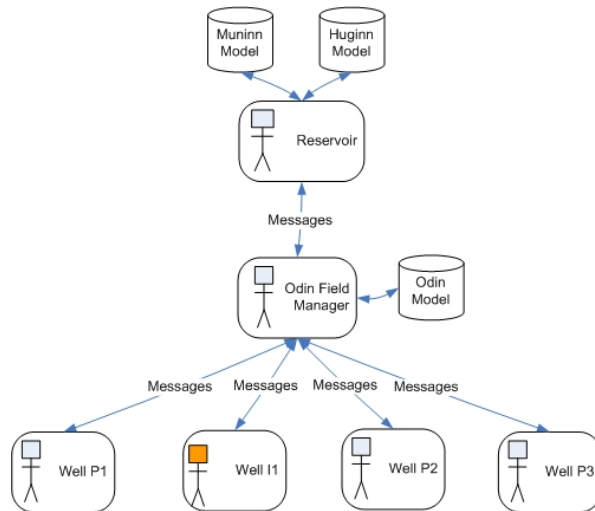 Muninn
Model
Huginn
Model
Reservoir
Messages
Odin Field
Manager
Odin
Model
Messages
Messages
Messages
Messages
Well P1
Well I1
Well P2
Well P3